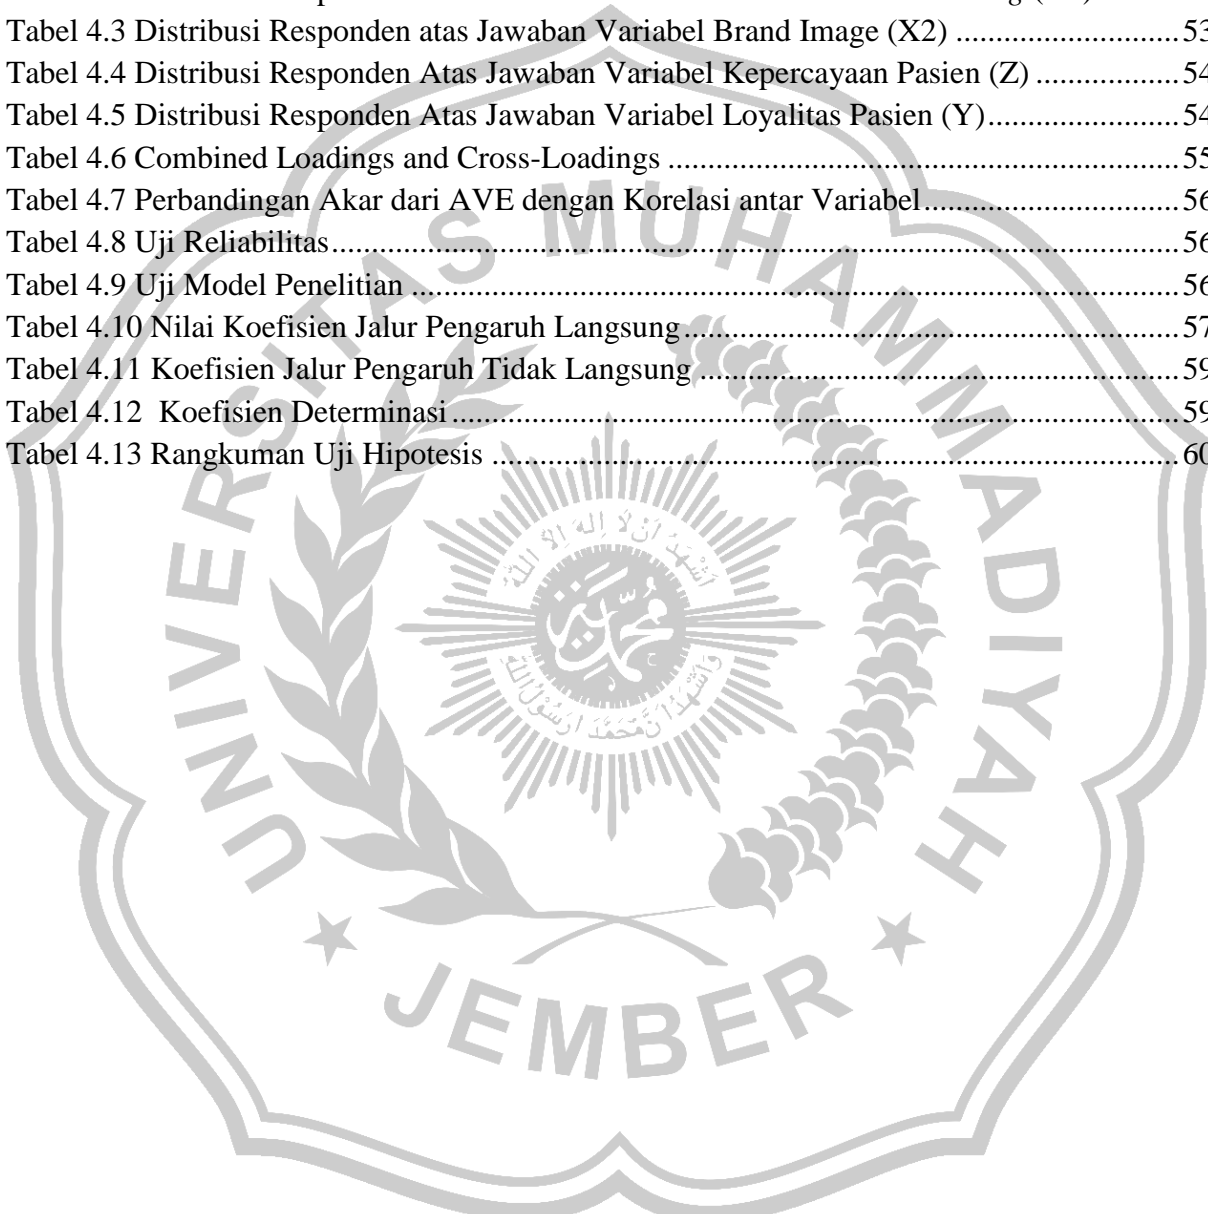 Tabel 4.3 Distribusi Responden atas Jawaban Variabel Brand Image (X2) ............................ 53
Tabel 4.4 Distribusi Responden Atas Jawaban Variabel Kepercayaan Pasien (Z) .................. 54
Tabel 4.5 Distribusi Responden Atas Jawaban Variabel Loyalitas Pasien (Y)........................ 54
Tabel 4.6 Combined Loadings and Cross-Loadings ................................................................ 55
Tabel 4.7 Perbandingan Akar dari AVE dengan Korelasi antar Variabel................................ 56
Tabel 4.8 Uji Reliabilitas.......................................................................................................... 56
Tabel 4.9 Uji Model Penelitian ................................................................................................ 56
Tabel 4.10 Nilai Koefisien Jalur Pengaruh Langsung.............................................................. 57
Tabel 4.11 Koefisien Jalur Pengaruh Tidak Langsung ............................................................ 59
Tabel 4.12 Koefisien Determinasi ........................................................................................... 59
Tabel 4.13 Rangkuman Uji Hipotesis ...................................................................................... 60
UNIVERSITAS MUHAMMADIYAH
JEMBER